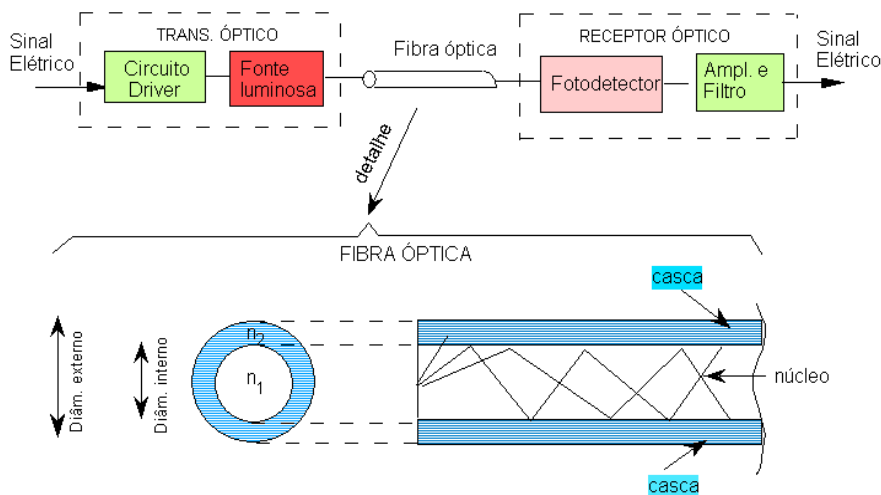 Sinal
Elétrico
TRANS. ÓPTICO
Circuito
Driver
Fonte
luminosa
Fibra óptica
RECEPTOR ÓPTICO
Fotodetector
Ampl. e
Filtro
Sinal
Elétrico
detalhe
FIBRA ÓPTICA
casca
Diâm. externo
Diâm. interno
n2
n1
núcleo
casca